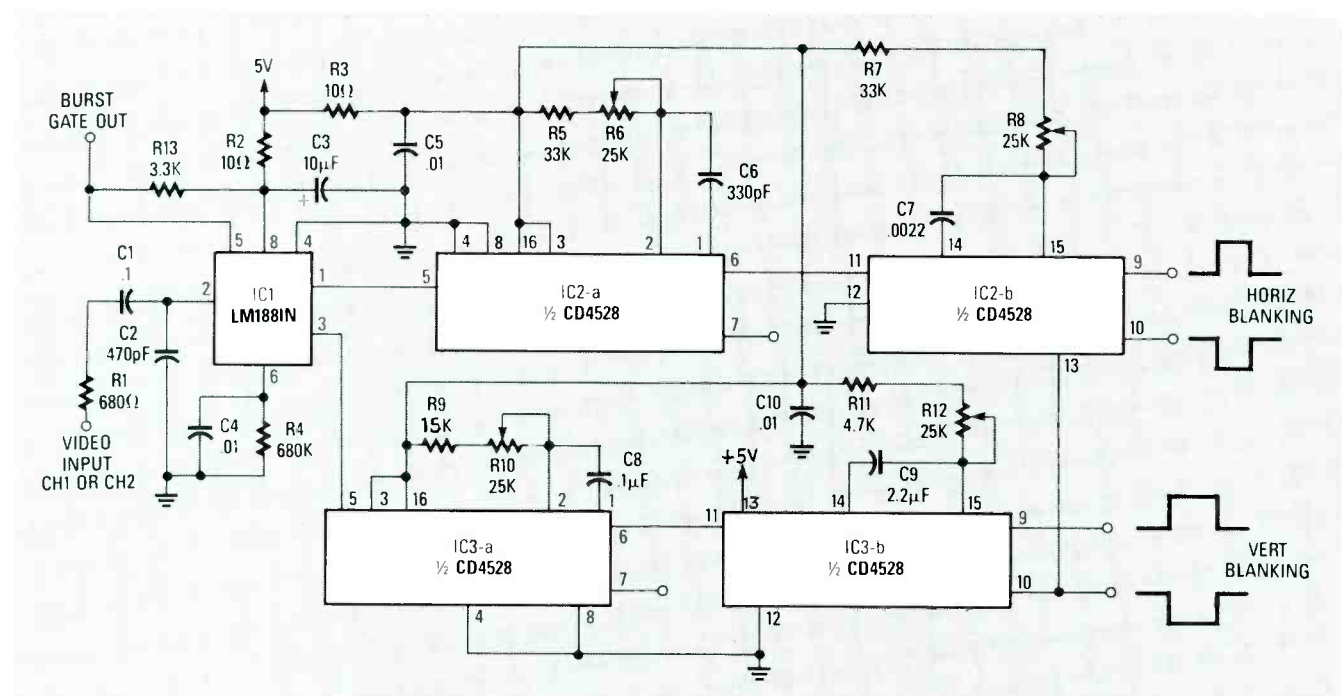 BURST
GATE OUT
5V
R3
10Ω
R13
3.3K
R2
10Ω
C3
10µF
+
C5
.01
R5
33K
R6
25K
C6
330pF
R7
33K
R8
25K
C7
.0022
5
8
4
4
8
16
3
2
1
14
15
C1
.1
2
IC1
LM188IN
1
3
6
5
IC2-a
½ CD4528
6
7
11
12
IC2-b
½ CD4528
9
10
13
HORIZ
BLANKING
C2
470pF
R1
680Ω
VIDEO
INPUT
CH1 OR CH2
C4
.01
R4
680K
R9
15K
R10
25K
C8
.1µF
C10
.01
R11
4.7K
R12
25K
+5V
C9
2.2µF
5
3
16
2
1
13
14
15
IC3-a
½ CD4528
6
7
4
8
11
IC3-b
½ CD4528
9
10
12
VERT
BLANKING